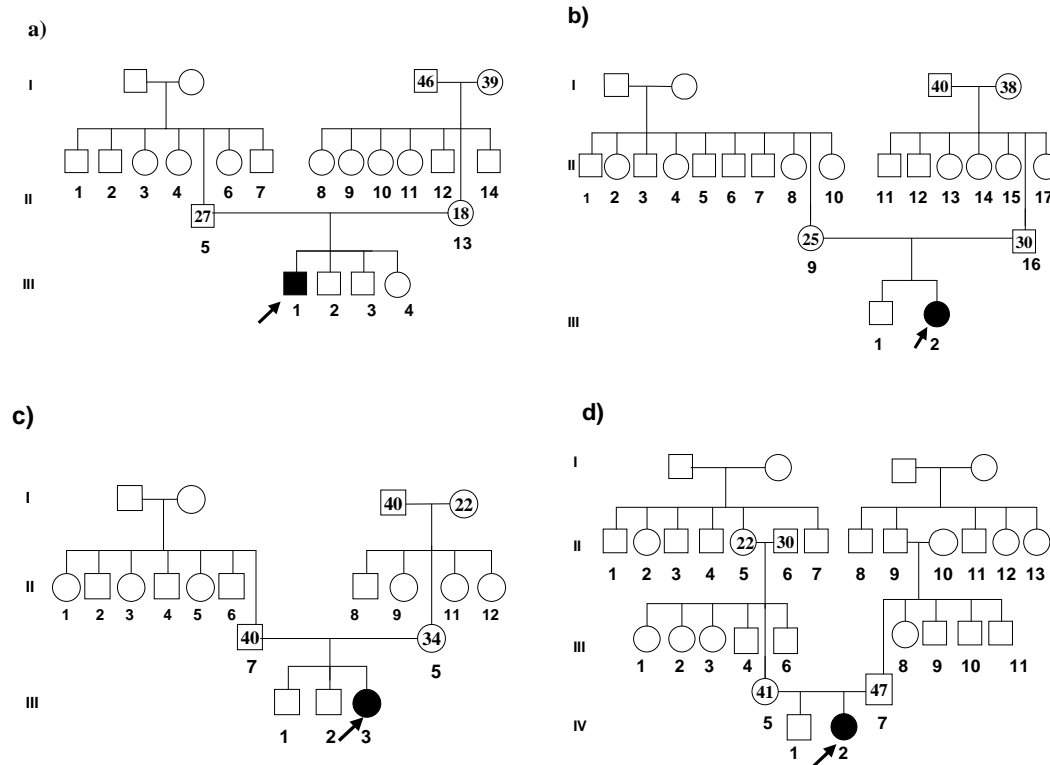 a)
I
46 39
1 2 3 4 6 7 8 9 10 11 12 14
II
27 18
5 13
III
1 2 3 4
b)
I
40 38
II
1 2 3 4 5 6 7 8 10 11 12 13 14 15 17
25 30
9 16
III
1 2
c)
I
40 22
II
1 2 3 4 5 6 8 9 11 12
40 34
7 5
III
1 2 3
d)
I
II
22 30
1 2 3 4 5 6 7 8 9 10 11 12 13
III
1 2 3 4 6 8 9 10 11
41 47
5 7
IV
1 2